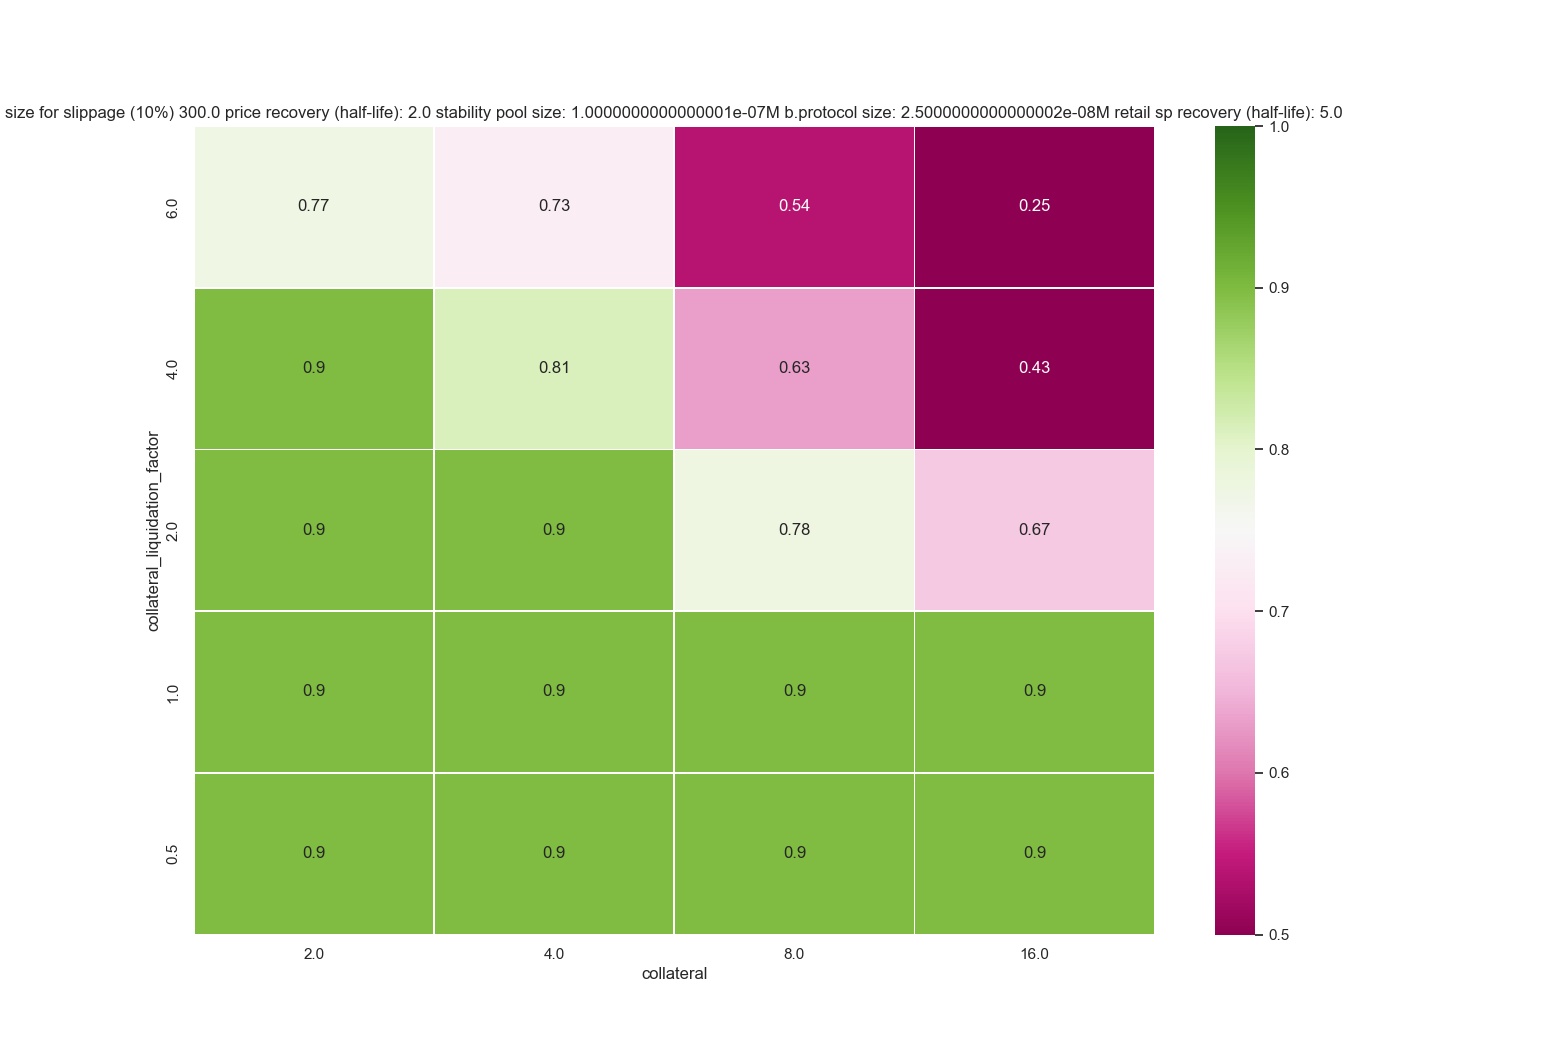 size for slippage (10%) 300.0 price recovery (half-life): 2.0 stability pool size: 1.0000000000000001e-07M b.protocol size: 2.5000000000000002e-08M retail sp recovery (half-life): 5.0
1.0
6.0 0.77 0.73 0.54 0.25
0.9
4.0 0.9 0.81 0.63 0.43
0.8
collateral_liquidation_factor
2.0 0.9 0.9 0.78 0.67
0.7
1.0 0.9 0.9 0.9 0.9
0.6
0.5 0.9 0.9 0.9 0.9
0.5
2.0 4.0 8.0 16.0
collateral